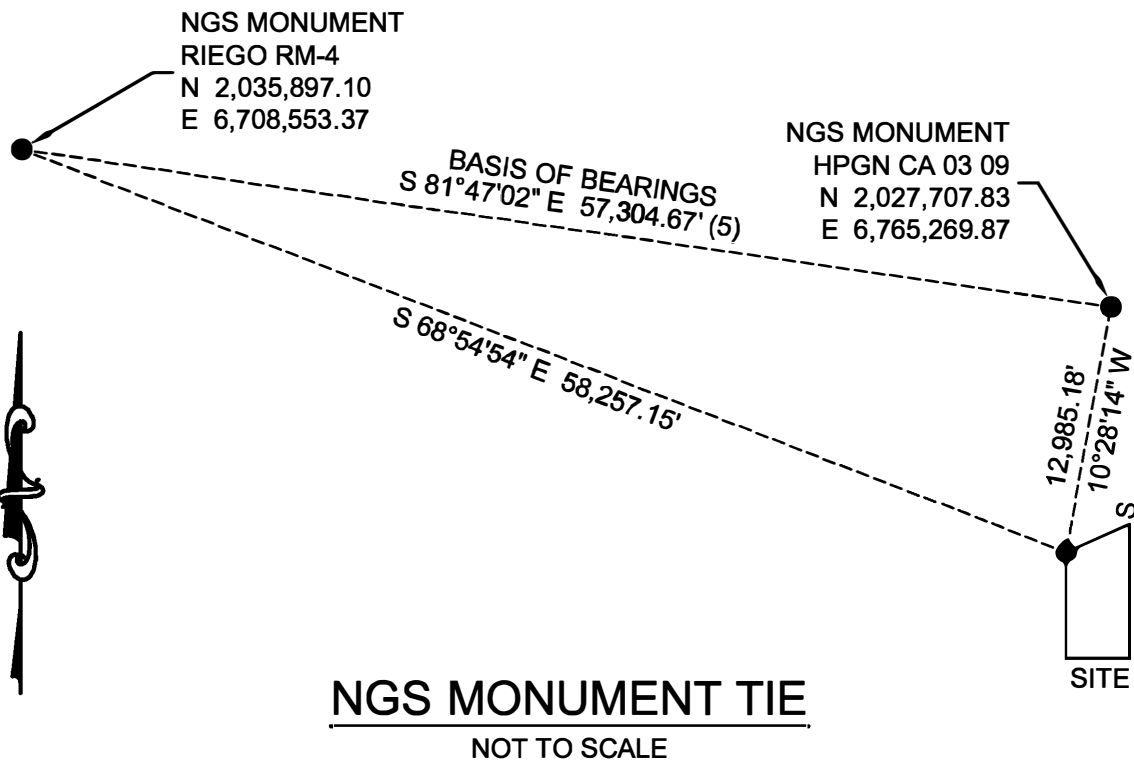 NGS MONUMENT
RIEGO RM-4
N 2,035,897.10
E 6,708,553.37
NGS MONUMENT
HPGN CA 03 09
N 2,027,707.83
E 6,765,269.87
BASIS OF BEARINGS
S 81°47'02" E 57,304.67' (5)
S 68°54'54" E 58,257.15'
12,985.18'
S 10°28'14" W
SITE
NGS MONUMENT TIE
NOT TO SCALE